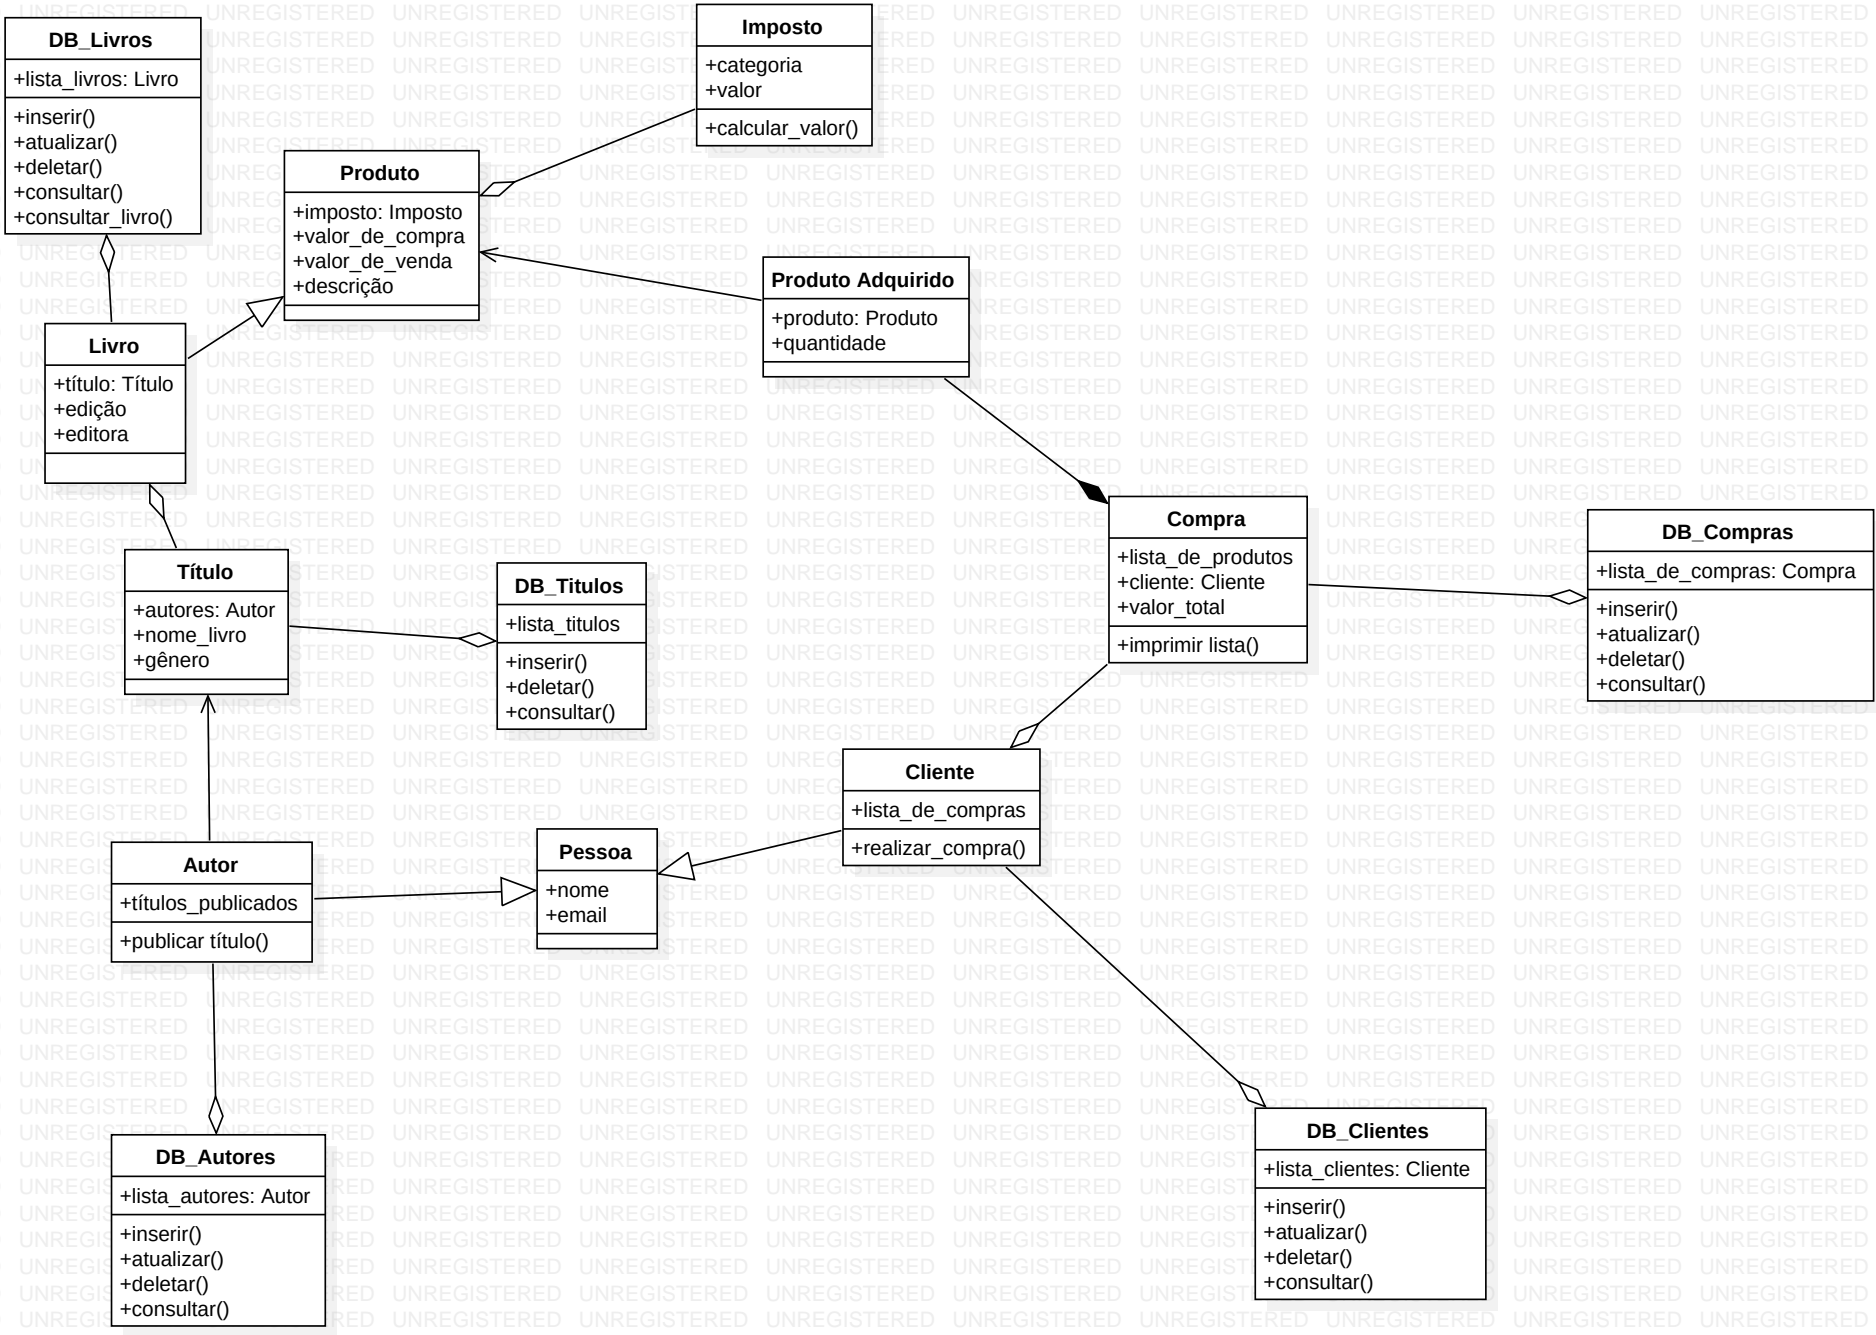 DB_Livros
+lista_livros: Livro
+inserir()
+atualizar()
+deletar()
+consultar()
+consultar_livro()
Imposto
+categoria
+valor
+calcular_valor()
Produto
+imposto: Imposto
+valor_de_compra
+valor_de_venda
+descrição
Produto Adquirido
+produto: Produto
+quantidade
Livro
+título: Título
+edição
+editora
Compra
+lista_de_produtos
+cliente: Cliente
+valor_total
+imprimir lista()
DB_Compras
+lista_de_compras: Compra
+inserir()
+atualizar()
+deletar()
+consultar()
Título
+autores: Autor
+nome_livro
+gênero
DB_Titulos
+lista_titulos
+inserir()
+deletar()
+consultar()
Cliente
+lista_de_compras
+realizar_compra()
Pessoa
+nome
+email
Autor
+títulos_publicados
+publicar título()
DB_Autores
+lista_autores: Autor
+inserir()
+atualizar()
+deletar()
+consultar()
DB_Clientes
+lista_clientes: Cliente
+inserir()
+atualizar()
+deletar()
+consultar()
UNREGISTERED